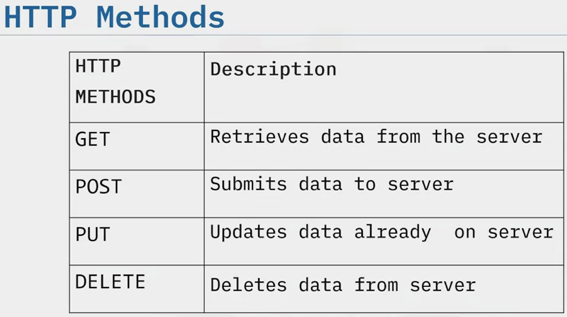 HTTP Methods
HTTP METHODS
Description
GET
Retrieves data from the server
POST
Submits data to server
PUT
Updates data already on server
DELETE
Deletes data from server